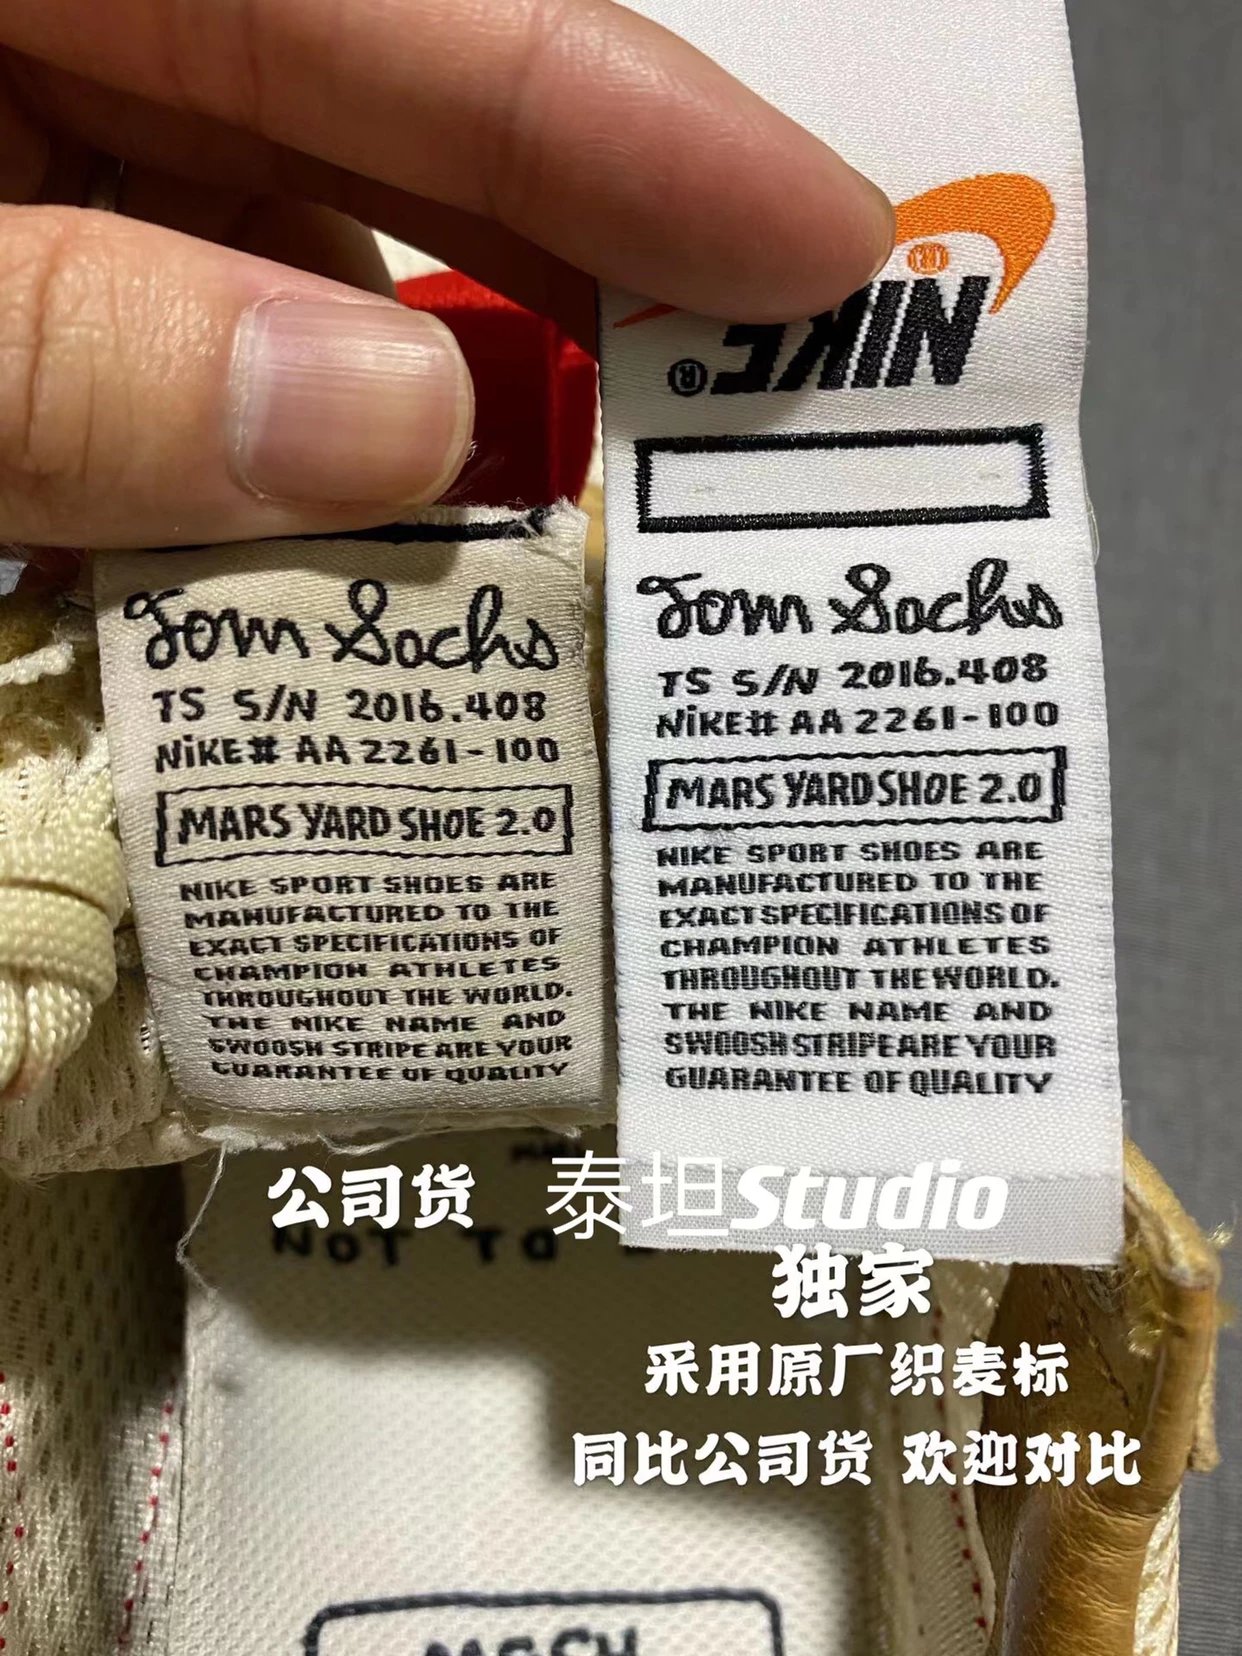 NIKE
®
Tom Sachs
TS S/N 2016.408
NIKE# AA2261-100
MARS YARD SHOE 2.0
NIKE SPORT SHOES ARE
MANUFACTURED TO THE
EXACT SPECIFICATIONS OF
CHAMPION ATHLETES
THROUGHOUT THE WORLD.
THE NIKE NAME AND
SWOOSH STRIPE ARE YOUR
GUARANTEE OF QUALITY
Tom Sachs
TS S/N 2016.408
NIKE# AA2261-100
MARS YARD SHOE 2.0
NIKE SPORT SHOES ARE
MANUFACTURED TO THE
EXACT SPECIFICATIONS OF
CHAMPION ATHLETES
THROUGHOUT THE WORLD.
THE NIKE NAME AND
SWOOSH STRIPE ARE YOUR
GUARANTEE OF QUALITY
公司货 泰坦Studio
独家
NOT TO
采用原厂织麦标
同比公司货 欢迎对比